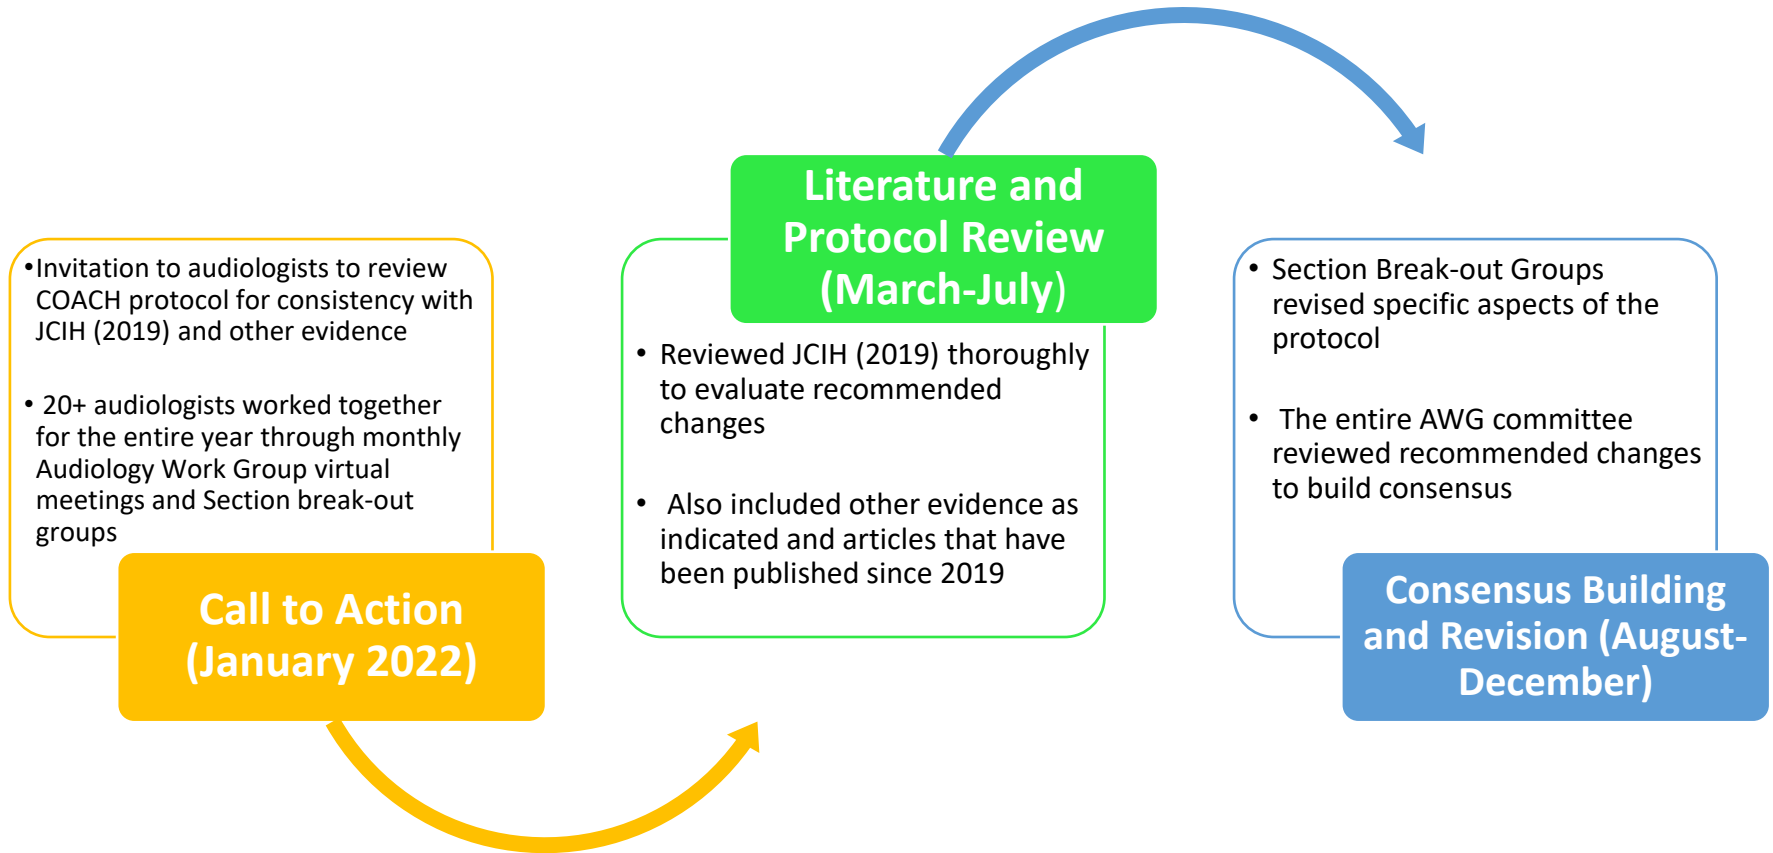 •Invitation to audiologists to review
COACH protocol for consistency with
JCIH (2019) and other evidence
• 20+ audiologists worked together
for the entire year through monthly
Audiology Work Group virtual
meetings and Section break-out
groups
Call to Action
(January 2022)
Literature and
Protocol Review
(March-July)
• Reviewed JCIH (2019) thoroughly
to evaluate recommended
changes
• Also included other evidence as
indicated and articles that have
been published since 2019
• Section Break-out Groups
revised specific aspects of the
protocol
• The entire AWG committee
reviewed recommended changes
to build consensus
Consensus Building
and Revision (August-
December)